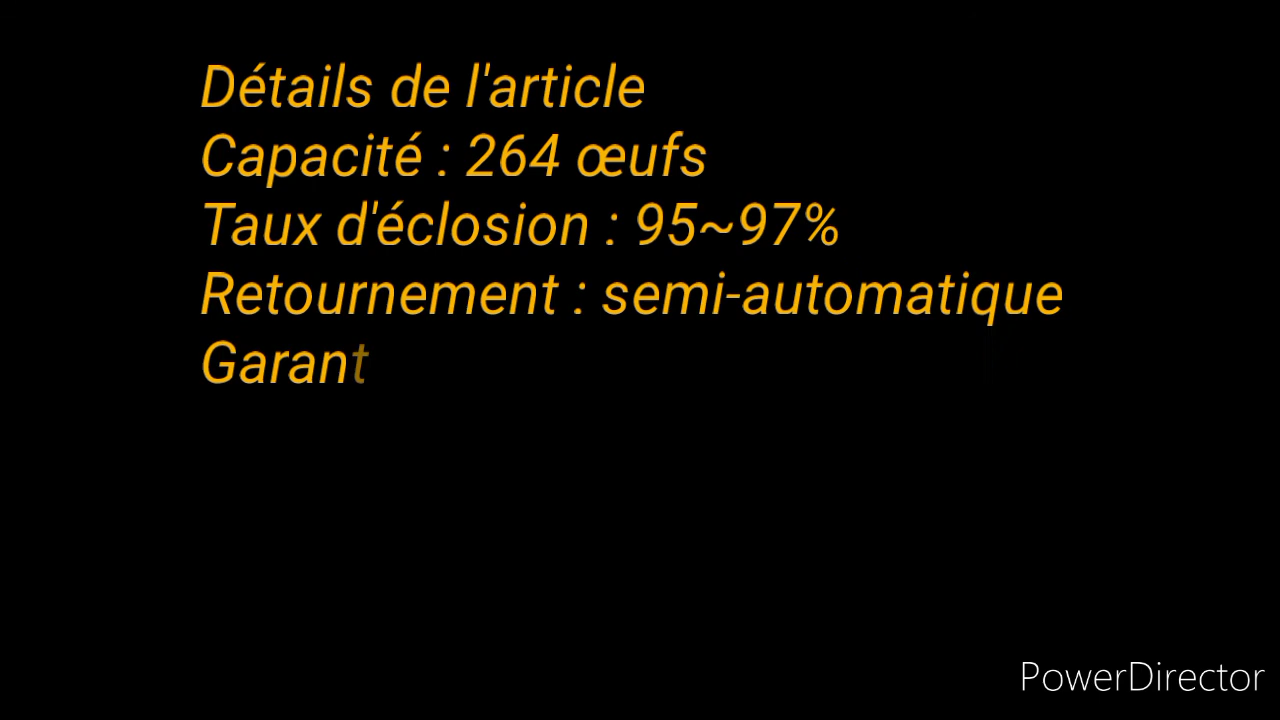 Détails de l'article
Capacité : 264 œufs
Taux d'éclosion : 95~97%
Retournement : semi-automatique
Garant
PowerDirector